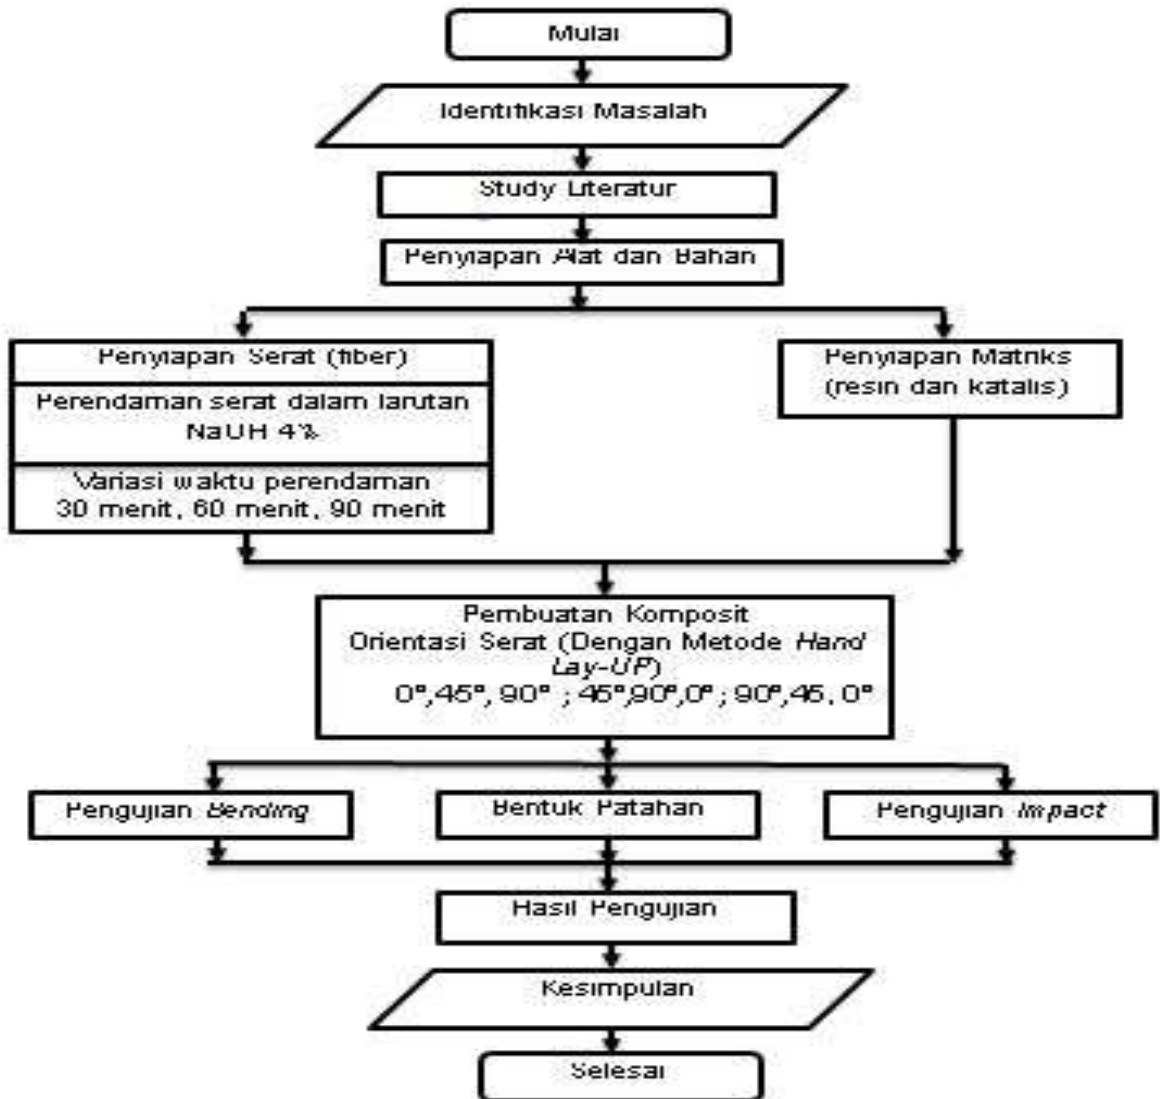 Mulai
Identifikasi Masalah
Study Literatur
Penyiapan Alat dan Bahan
Penyiapan Serat (fiber)
Perendaman serat dalam larutan
NaOH 4%
Variasi waktu perendaman
30 menit, 60 menit, 90 menit
Penyiapan Matriks
(resin dan katalis)
Pembuatan Komposit
Orientasi Serat (Dengan Metode Hand
Lay-UP)
0°,45°, 90° ; 45°,90°,0° ; 90°,45, 0°
Pengujian Bending
Bentuk Patahan
Pengujian Impact
Hasil Pengujian
Kesimpulan
Selesai